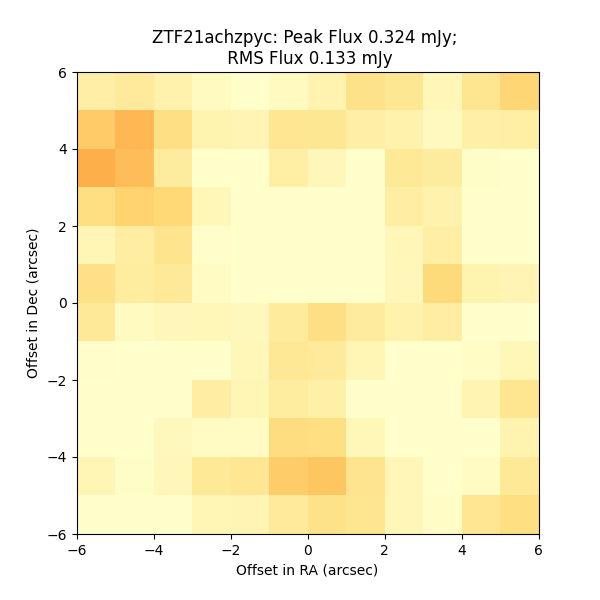 ZTF21achzpyc: Peak Flux 0.324 mJy;
RMS Flux 0.133 mJy
6
4
2
0
−2
−4
−6
Offset in Dec (arcsec)
−6 −4 −2 0 2 4 6
Offset in RA (arcsec)